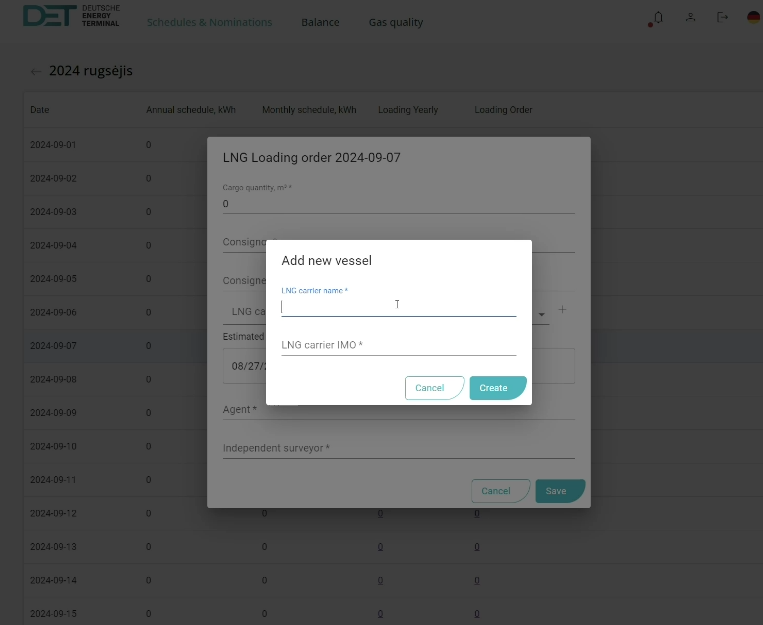 DET DEUTSCHE
ENERGY
TERMINAL
Schedules & Nominations Balance Gas quality
← 2024 rugsėjis
Date Annual schedule, kWh Monthly schedule, kWh Loading Yearly Loading Order
2024-09-01 0
2024-09-02 0
2024-09-03 0
2024-09-04 0
2024-09-05 0
2024-09-06 0
2024-09-07 0
2024-09-08 0
2024-09-09 0
2024-09-10 0
2024-09-11 0
2024-09-12 0 0 0 0
2024-09-13 0 0 0 0
2024-09-14 0 0 0 0
2024-09-15 0 0 0 0
LNG Loading order 2024-09-07
Cargo quantity, m³ *
0
Consigno
Consigne
LNG ca
Estimated
08/27/2
Agent *
Independent surveyor *
Cancel Save
Add new vessel
LNG carrier name *
LNG carrier IMO *
Cancel Create